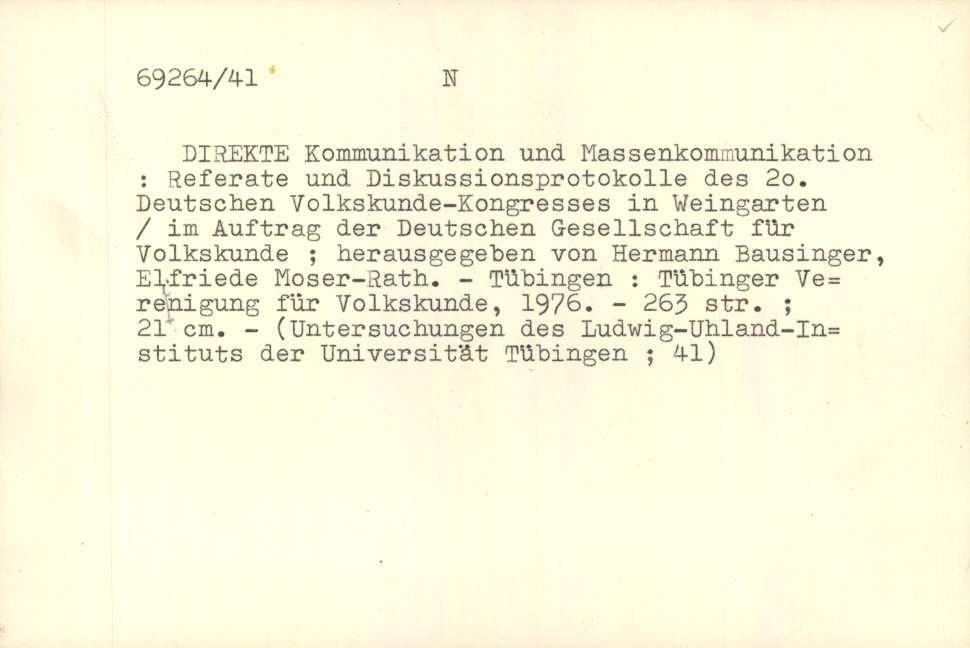 69264/41 N
DIREKTE Kommunikation und Massenkommunikation
: Referate und Diskussionsprotokolle des 2o.
Deutschen Volkskunde-Kongresses in Weingarten
/ im Auftrag der Deutschen Gesellschaft für
Volkskunde ; herausgegeben von Hermann Bausinger,
Elfriede Moser-Rath. - Tübingen : Tübinger Ve=
reinigung für Volkskunde, 1976. - 263 str. ;
21 cm. - (Untersuchungen des Ludwig-Uhland-In=
stituts der Universität Tübingen ; 41)